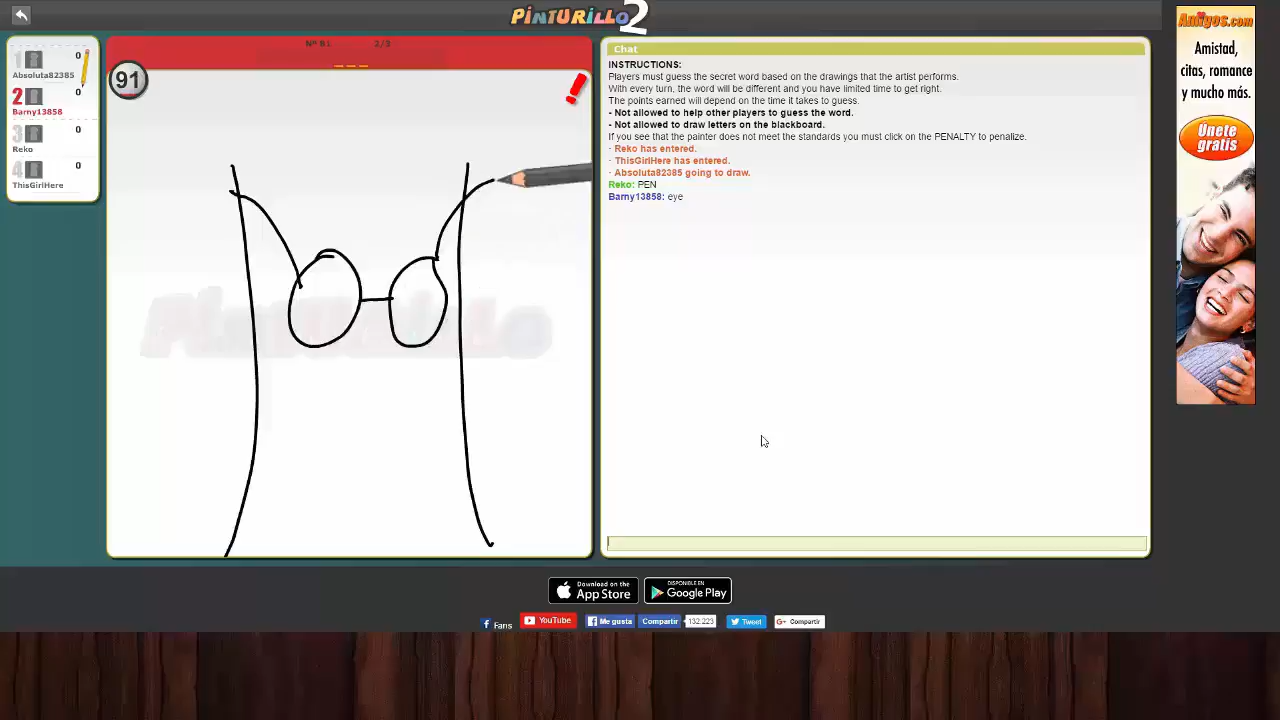 PiNTURiLLO 2
Nº 91 2/3
_ _ _
91
1 Absoluta82385 0
2 Barny13858 0
3 Reko 0
4 ThisGirlHere 0
Pinturillo
Chat
INSTRUCTIONS:
Players must guess the secret word based on the drawings that the artist performs.
With every turn, the word will be different and you have limited time to get right.
The points earned will depend on the time it takes to guess.
- Not allowed to help other players to guess the word.
- Not allowed to draw letters on the blackboard.
If you see that the painter does not meet the standards you must click on the PENALTY to penalize.
· Reko has entered.
· ThisGirlHere has entered.
· Absoluta82385 going to draw.
Reko: PEN
Barny13858: eye
Amigos.com
Amistad,
citas, romance
y mucho más.
Únete
gratis
Download on the
App Store
DISPONIBLE EN
Google Play
Fans
YouTube
Me gusta
Compartir
132.223
Tweet
G+ Compartir